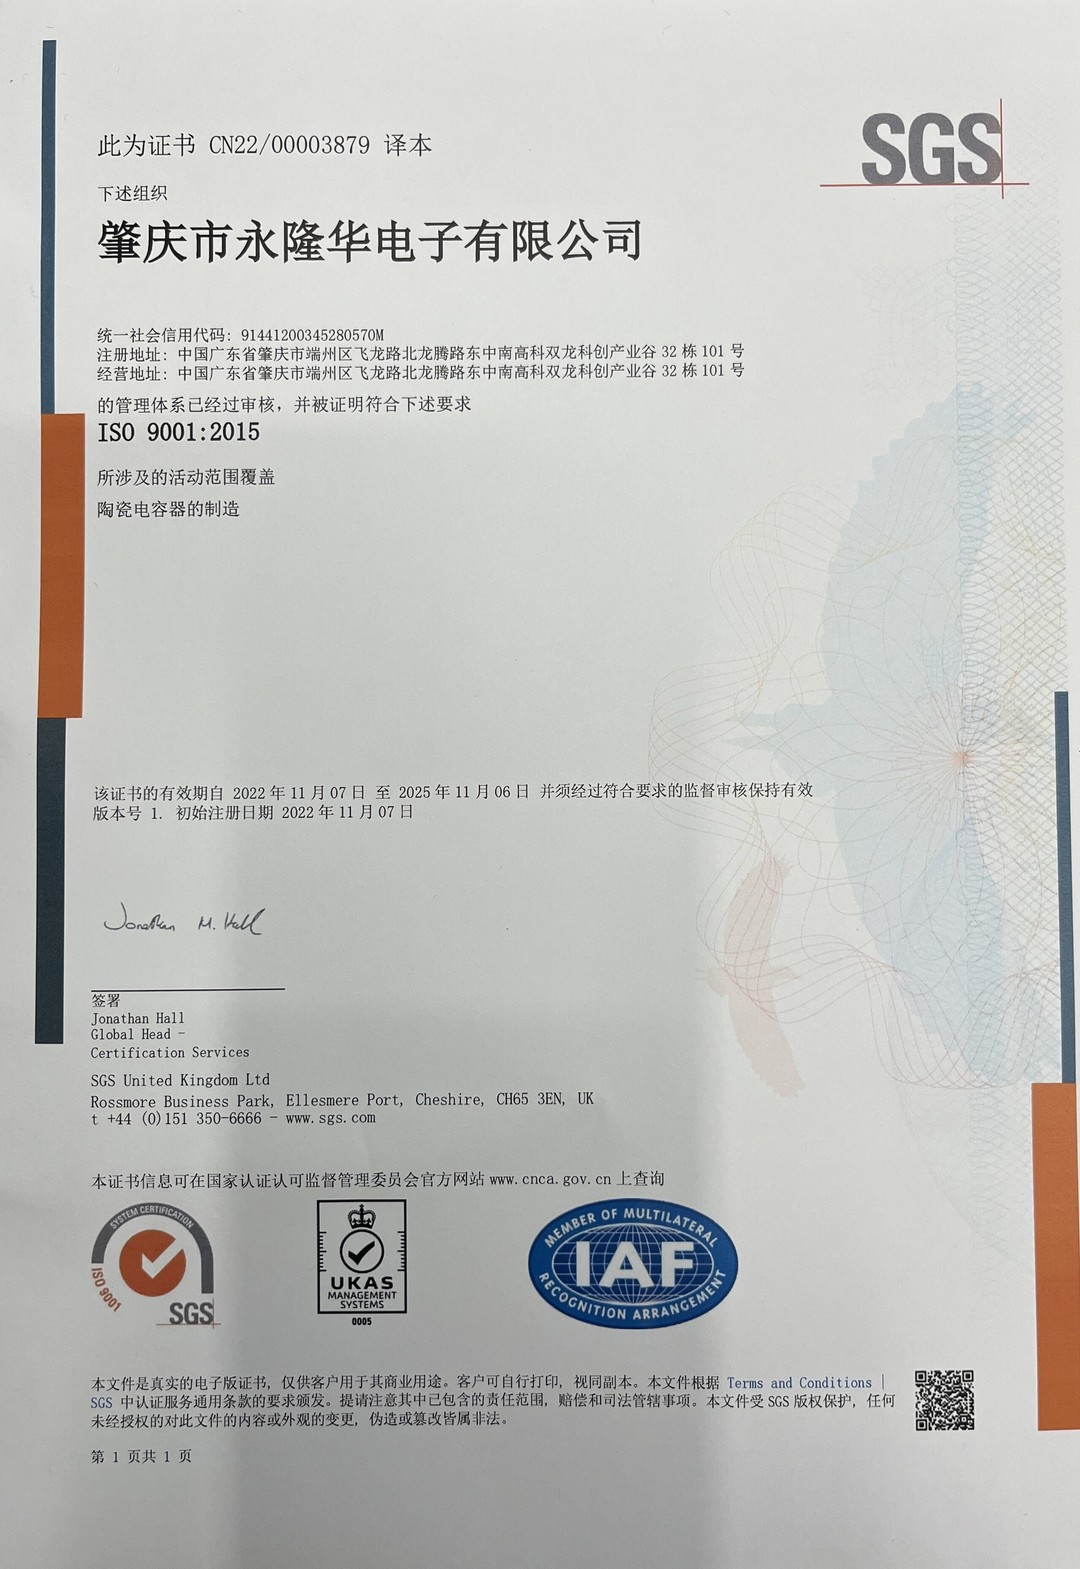 SGS
此为证书 CN22/00003879 译本
下述组织
肇庆市永隆华电子有限公司
统一社会信用代码: 91441200345280570M
注册地址: 中国广东省肇庆市端州区飞龙路北龙腾路东中南高科双龙科创产业谷 32 栋 101 号
经营地址: 中国广东省肇庆市端州区飞龙路北龙腾路东中南高科双龙科创产业谷 32 栋 101 号
的管理体系已经过审核, 并被证明符合下述要求
ISO 9001:2015
所涉及的活动范围覆盖
陶瓷电容器的制造
该证书的有效期自 2022 年 11 月 07 日 至 2025 年 11 月 06 日 并须经过符合要求的监督审核保持有效
版本号 1. 初始注册日期 2022 年 11 月 07 日
Jonathan M. Hall
签署
Jonathan Hall
Global Head -
Certification Services
SGS United Kingdom Ltd
Rossmore Business Park, Ellesmere Port, Cheshire, CH65 3EN, UK
t +44 (0)151 350-6666 - www.sgs.com
本证书信息可在国家认证认可监督管理委员会官方网站 www.cnca.gov.cn 上查询
SYSTEM CERTIFICATION
ISO 9001
SGS
UKAS
MANAGEMENT
SYSTEMS
0005
MEMBER OF MULTILATERAL
IAF
RECOGNITION ARRANGEMENT
本文件是真实的电子版证书, 仅供客户用于其商业用途。客户可自行打印, 视同副本。本文件根据 Terms and Conditions |
SGS 中认证服务通用条款的要求颁发。提请注意其中已包含的责任范围, 赔偿和司法管辖事项。本文件受 SGS 版权保护, 任何
未经授权的对此文件的内容或外观的变更, 伪造或篡改皆属非法。
第 1 页共 1 页